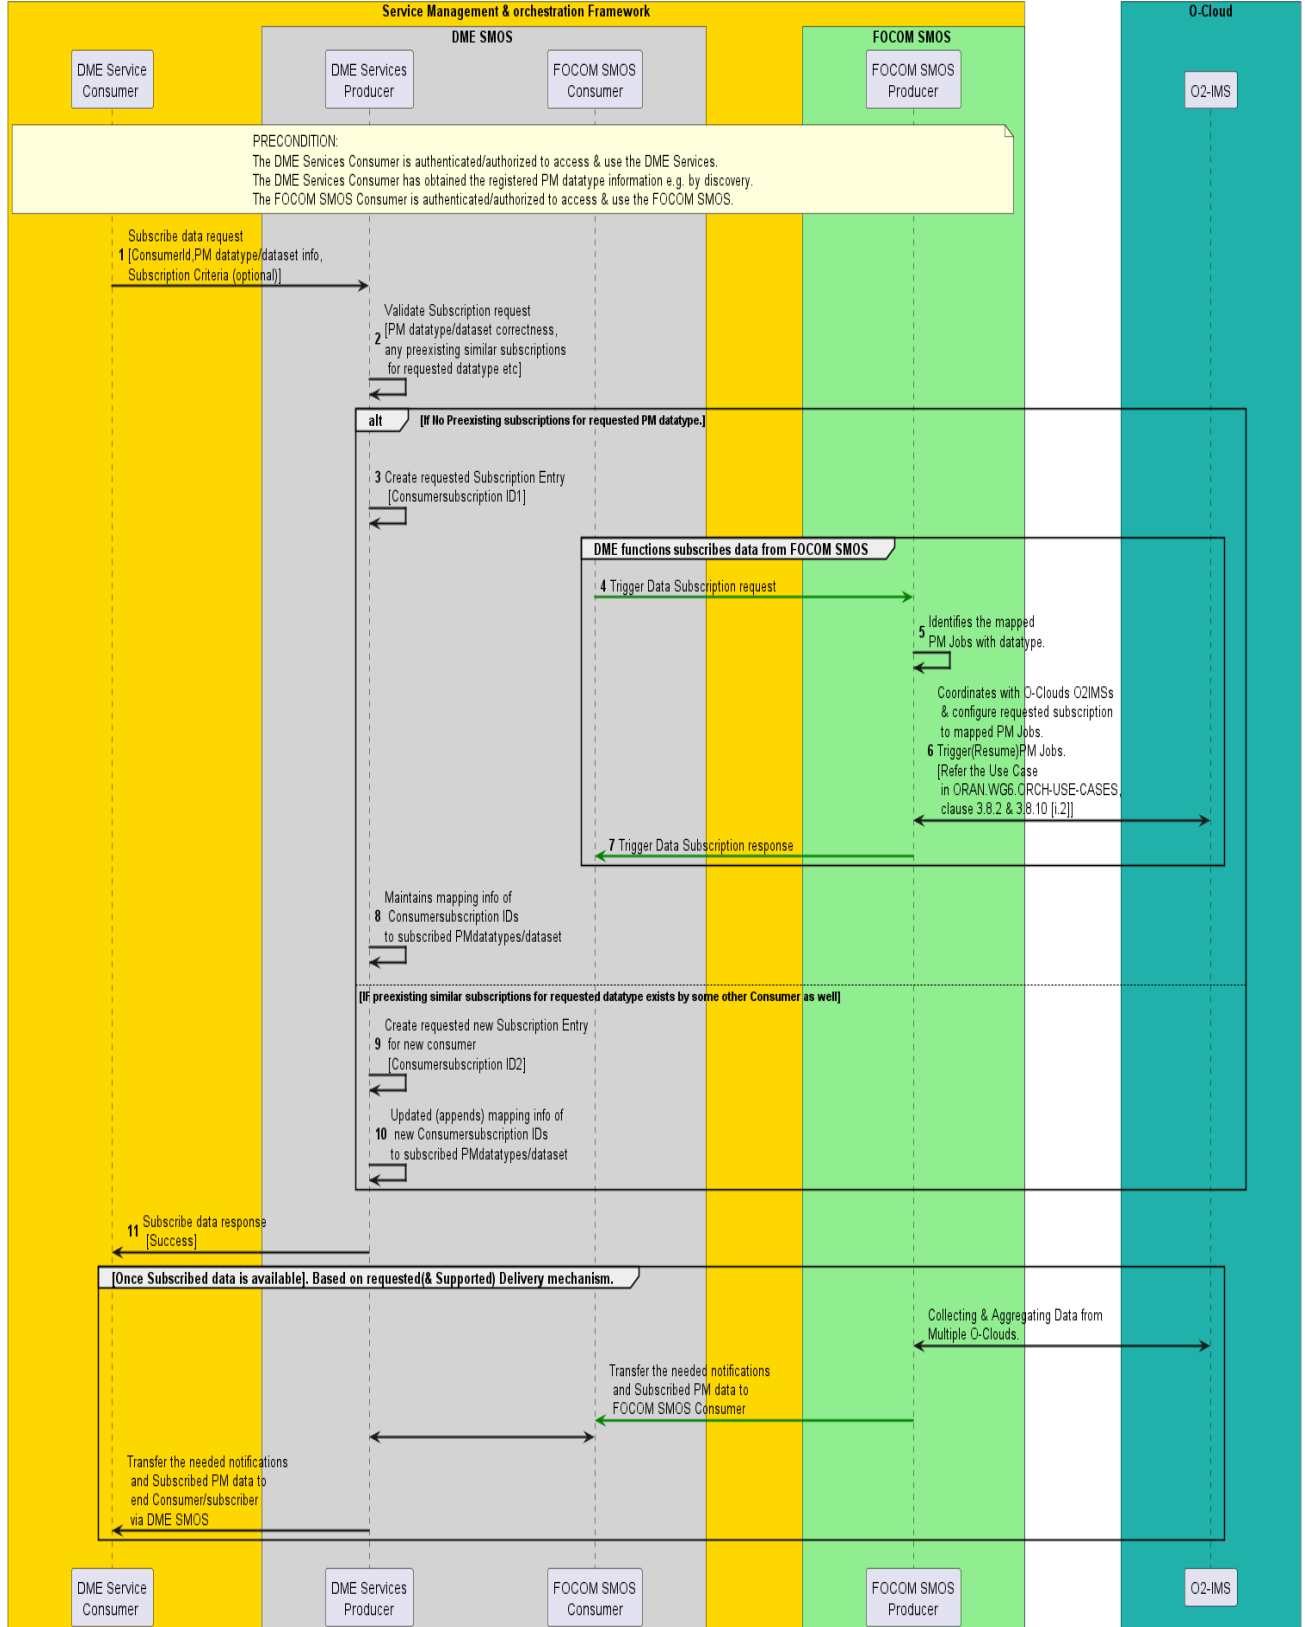 Service Management & orchestration Framework
O-Cloud
DME SMOS
FOCOM SMOS
DME Service
Consumer
DME Services
Producer
FOCOM SMOS
Consumer
FOCOM SMOS
Producer
O2-IMS
PRECONDITION:
The DME Services Consumer is authenticated/authorized to access & use the DME Services.
The DME Services Consumer has obtained the registered PM datatype information e.g. by discovery.
The FOCOM SMOS Consumer is authenticated/authorized to access & use the FOCOM SMOS.
Subscribe data request
1 [ConsumerId,PM datatype/dataset info,
Subscription Criteria (optional)]
Validate Subscription request
[PM datatype/dataset correctness,
2
any preexisting similar subscriptions
for requested datatype etc]
alt [If No Preexisting subscriptions for requested PM datatype.]
3 Create requested Subscription Entry
[Consumersubscription ID1]
DME functions subscribes data from FOCOM SMOS
4 Trigger Data Subscription request
5 Identifies the mapped
PM Jobs with datatype.
Coordinates with O-Clouds O2IMSs
& configure requested subscription
to mapped PM Jobs.
6 Trigger(Resume)PM Jobs.
[Refer the Use Case
in ORAN.WG6.ORCH-USE-CASES,
clause 3.8.2 & 3.8.10 [i.2]]
7 Trigger Data Subscription response
Maintains mapping info of
8 Consumersubscription IDs
to subscribed PMdatatypes/dataset
[IF preexisting similar subscriptions for requested datatype exists by some other Consumer as well]
Create requested new Subscription Entry
9 for new consumer
[Consumersubscription ID2]
Updated (appends) mapping info of
10 new Consumersubscription IDs
to subscribed PMdatatypes/dataset
11 Subscribe data response
[Success]
[Once Subscribed data is available]. Based on requested(& Supported) Delivery mechanism.
Collecting & Aggregating Data from
Multiple O-Clouds.
Transfer the needed notifications
and Subscribed PM data to
FOCOM SMOS Consumer
Transfer the needed notifications
and Subscribed PM data to
end Consumer/subscriber
via DME SMOS
DME Service
Consumer
DME Services
Producer
FOCOM SMOS
Consumer
FOCOM SMOS
Producer
O2-IMS